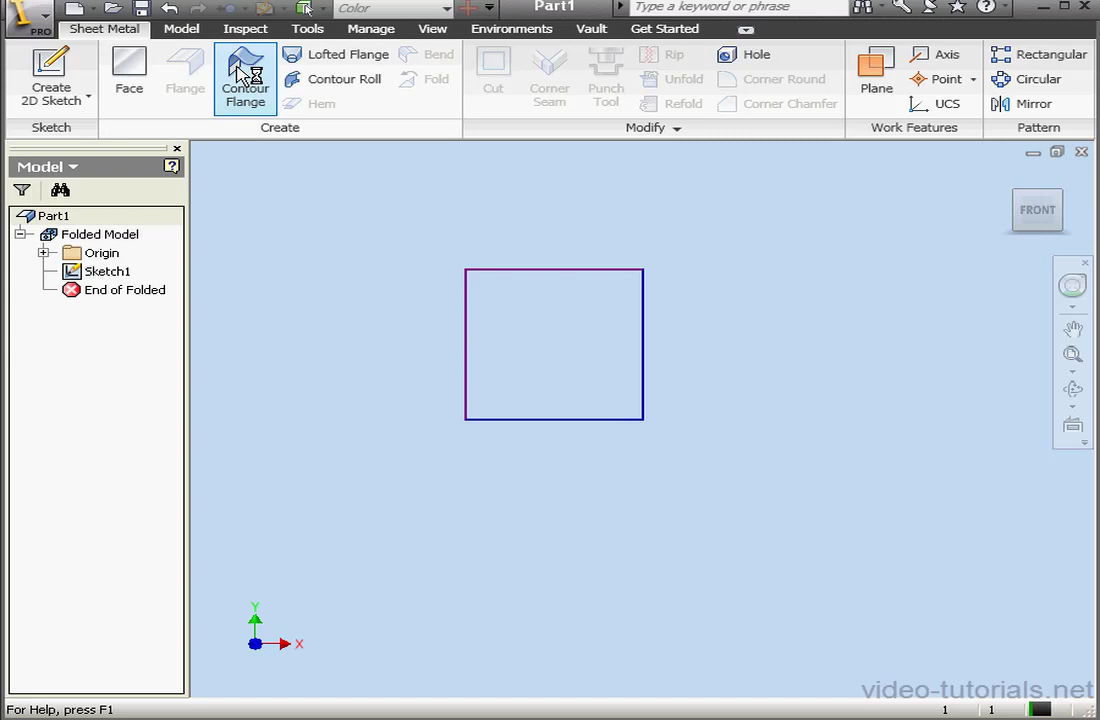 PRO
Color
Part1
Type a keyword or phrase
Sheet Metal Model Inspect Tools Manage View Environments Vault Get Started
Create
2D Sketch
Face
Flange
Contour
Flange
Lofted Flange
Contour Roll
Hem
Bend
Fold
Cut
Corner
Seam
Punch
Tool
Rip
Unfold
Refold
Hole
Corner Round
Corner Chamfer
Plane
Axis
Point
UCS
Rectangular
Circular
Mirror
Sketch
Create
Modify
Work Features
Pattern
Model
Part1
Folded Model
Origin
Sketch1
End of Folded
FRONT
Y
X
video-tutorials.net
For Help, press F1
1 1